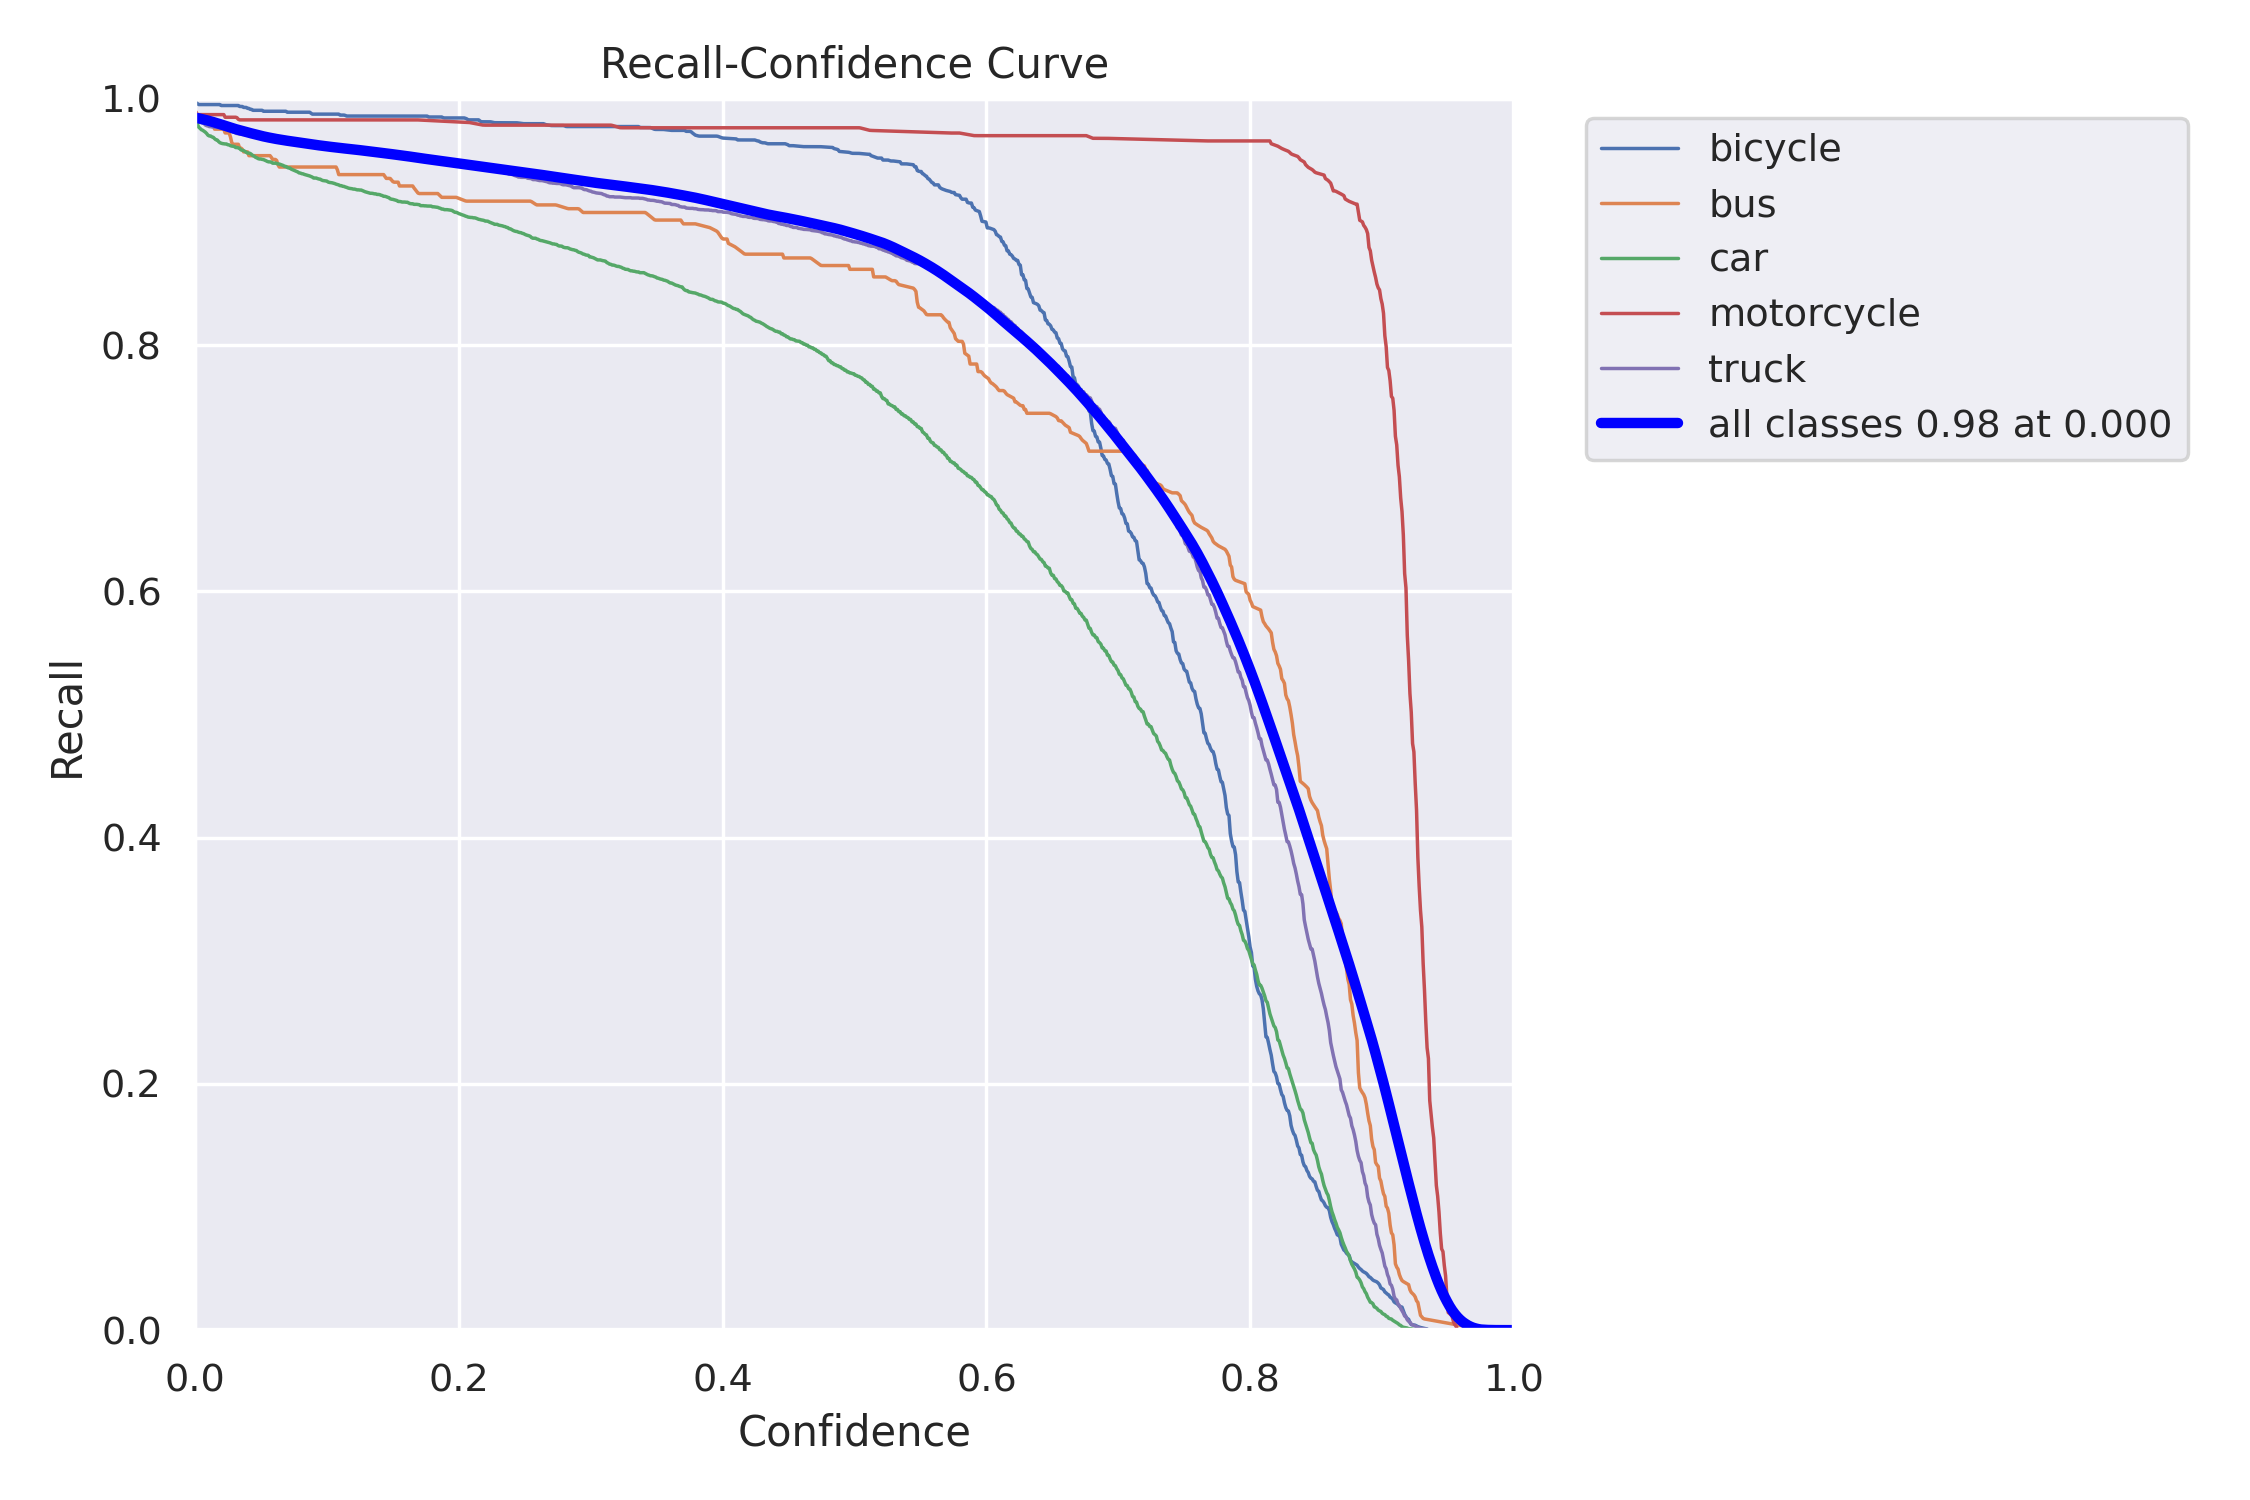 Recall-Confidence Curve
1.0
0.8
0.6
0.4
0.2
0.0
Recall
0.0 0.2 0.4 0.6 0.8 1.0
Confidence
bicycle
bus
car
motorcycle
truck
all classes 0.98 at 0.000